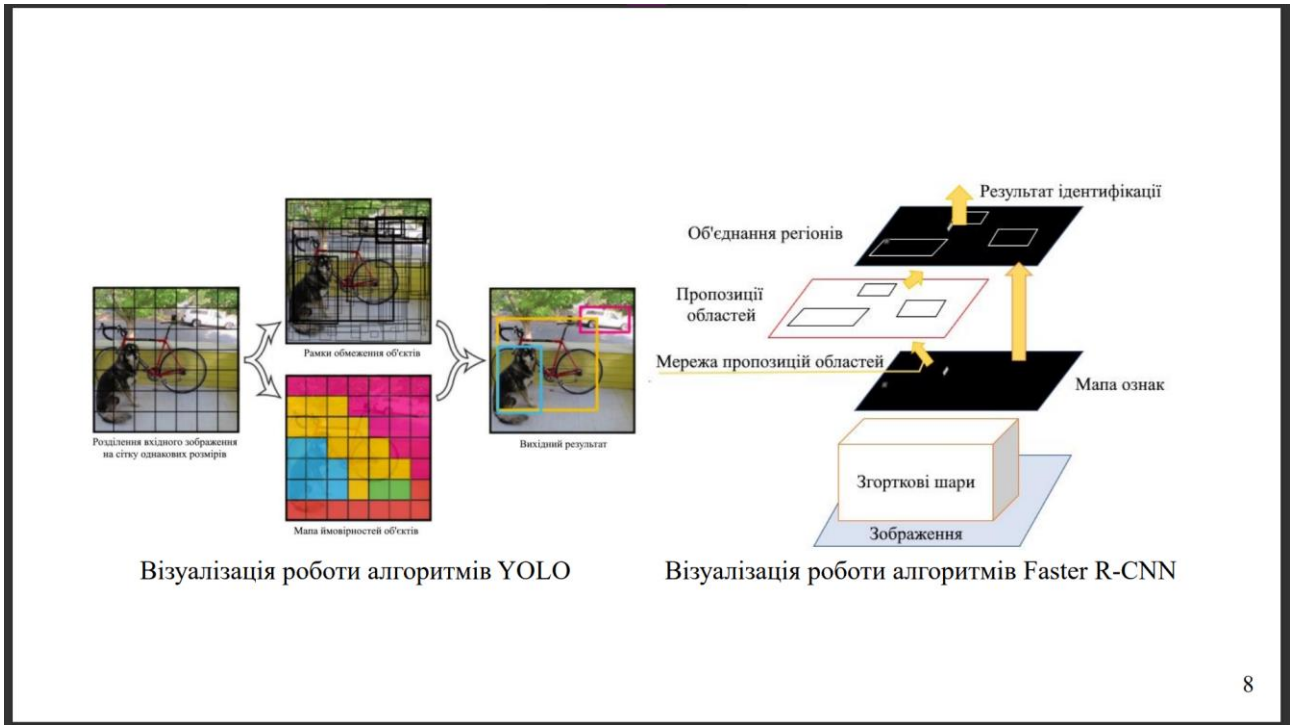 Розділення вхідного зображення
на сітку однакових розмірів
Рамки обмеження об'єктів
Мапа ймовірностей об'єктів
Вихідний результат
Візуалізація роботи алгоритмів YOLO
Результат ідентифікації
Об'єднання регіонів
Пропозиції
областей
Мережа пропозицій областей
Мапа ознак
Згорткові шари
Зображення
Візуалізація роботи алгоритмів Faster R-CNN
8